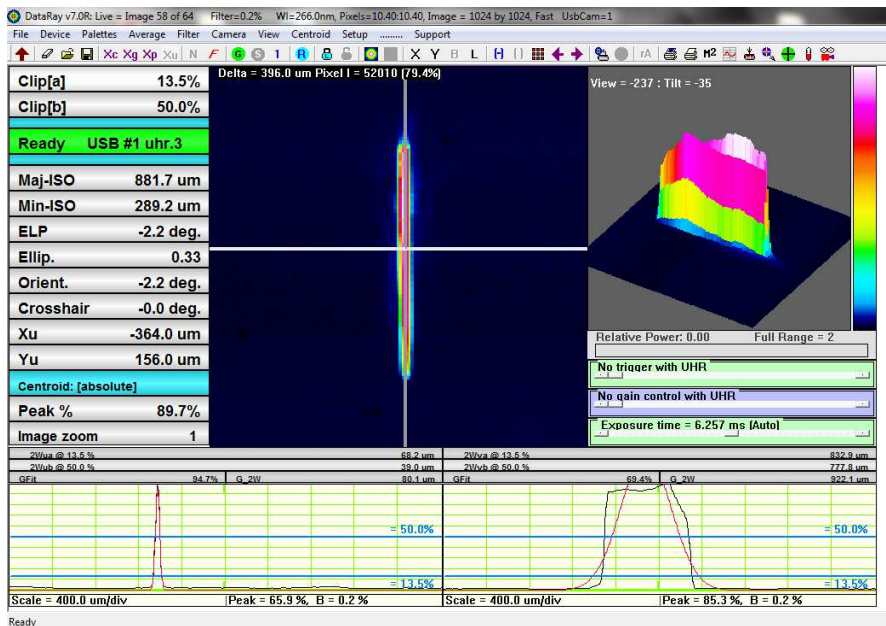 DataRay v7.0R: Live = Image 58 of 64 Filter=0.2% Wl=266.0nm, Pixels=10.40:10.40, Image = 1024 by 1024, Fast UsbCam=1
File Device Palettes Average Filter Camera View Centroid Setup ........ Support
Xc Xg Xp Xu N F G S 1 R X Y B L rA M²
Clip[a] 13.5%
Clip[b] 50.0%
Ready USB #1 uhr.3
Maj-ISO 881.7 um
Min-ISO 289.2 um
ELP -2.2 deg.
Ellip. 0.33
Orient. -2.2 deg.
Crosshair -0.0 deg.
Xu -364.0 um
Yu 156.0 um
Centroid: [absolute]
Peak % 89.7%
Image zoom 1
Delta = 396.0 um Pixel I = 52010 (79.4%)
View = -237 : Tilt = -35
Relative Power: 0.00 Full Range = 2
No trigger with UHR
No gain control with UHR
Exposure time = 6.257 ms [Auto]
2Wua @ 13.5 % 68.2 um 2Wva @ 13.5 % 832.9 um
2Wub @ 50.0 % 39.0 um 2Wvb @ 50.0 % 777.8 um
GFit 94.7% G_2W 80.1 um GFit 69.4% G_2W 922.1 um
= 50.0% = 50.0%
= 13.5% = 13.5%
Scale = 400.0 um/div Peak = 65.9 %, B = 0.2 % Scale = 400.0 um/div Peak = 85.3 %, B = 0.2 %
Ready